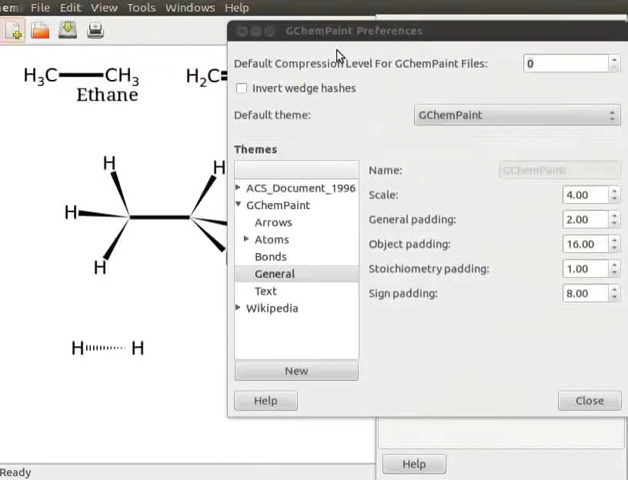 File Edit View Tools Windows Help
GChemPaint Preferences
H3C CH3 H2C
Ethane
Default Compression Level For GChemPaint Files: 0
Invert wedge hashes
Default theme: GChemPaint
Themes
ACS_Document_1996
GChemPaint
Arrows
Atoms
Bonds
General
Text
Wikipedia
New
Name: GChemPaint
Scale: 4.00
General padding: 2.00
Object padding: 16.00
Stoichiometry padding: 1.00
Sign padding: 8.00
Help Close
H H
H
H
H H
Help
Ready